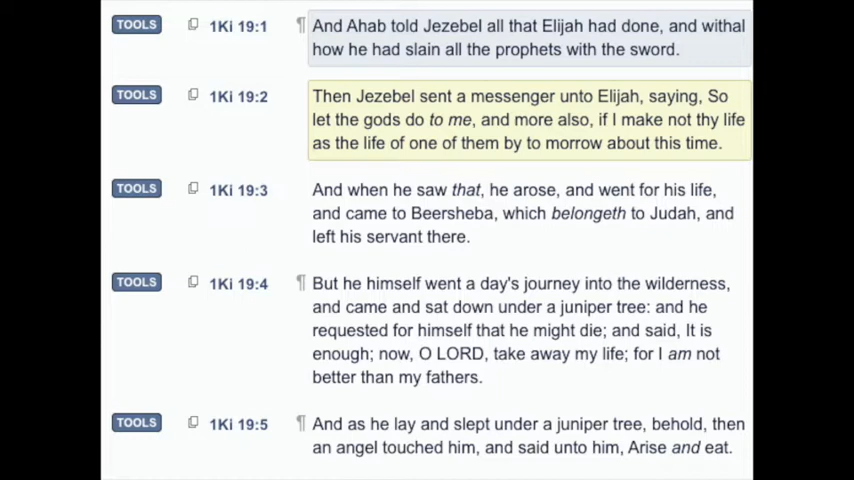 TOOLS 1Ki 19:1 ¶ And Ahab told Jezebel all that Elijah had done, and withal
how he had slain all the prophets with the sword.
TOOLS 1Ki 19:2 Then Jezebel sent a messenger unto Elijah, saying, So
let the gods do to me, and more also, if I make not thy life
as the life of one of them by to morrow about this time.
TOOLS 1Ki 19:3 And when he saw that, he arose, and went for his life,
and came to Beersheba, which belongeth to Judah, and
left his servant there.
TOOLS 1Ki 19:4 ¶ But he himself went a day's journey into the wilderness,
and came and sat down under a juniper tree: and he
requested for himself that he might die; and said, It is
enough; now, O LORD, take away my life; for I am not
better than my fathers.
TOOLS 1Ki 19:5 ¶ And as he lay and slept under a juniper tree, behold, then
an angel touched him, and said unto him, Arise and eat.